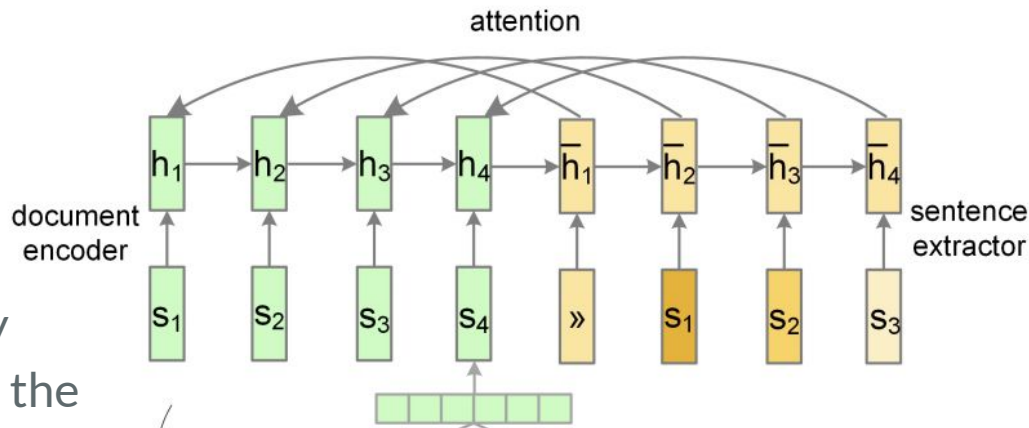 attention
h₁ h₂ h₃ h₄ h̄₁ h̄₂ h̄₃ h̄₄
document
encoder
sentence
extractor
s₁ s₂ s₃ s₄ » s₁ s₂ s₃
the